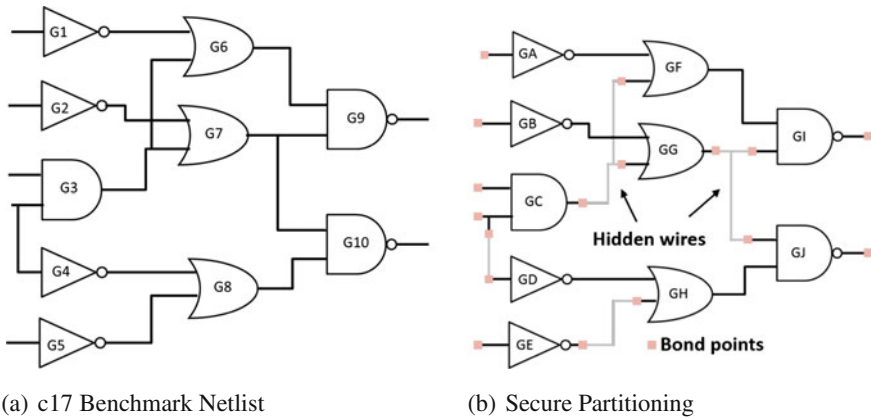 G1
G6
G2
G7
G9
G3
G4
G8
G10
G5
GA
GF
GB
GG
GI
GC
Hidden wires
GD
GH
GJ
GE
Bond points
(a) c17 Benchmark Netlist
(b) Secure Partitioning